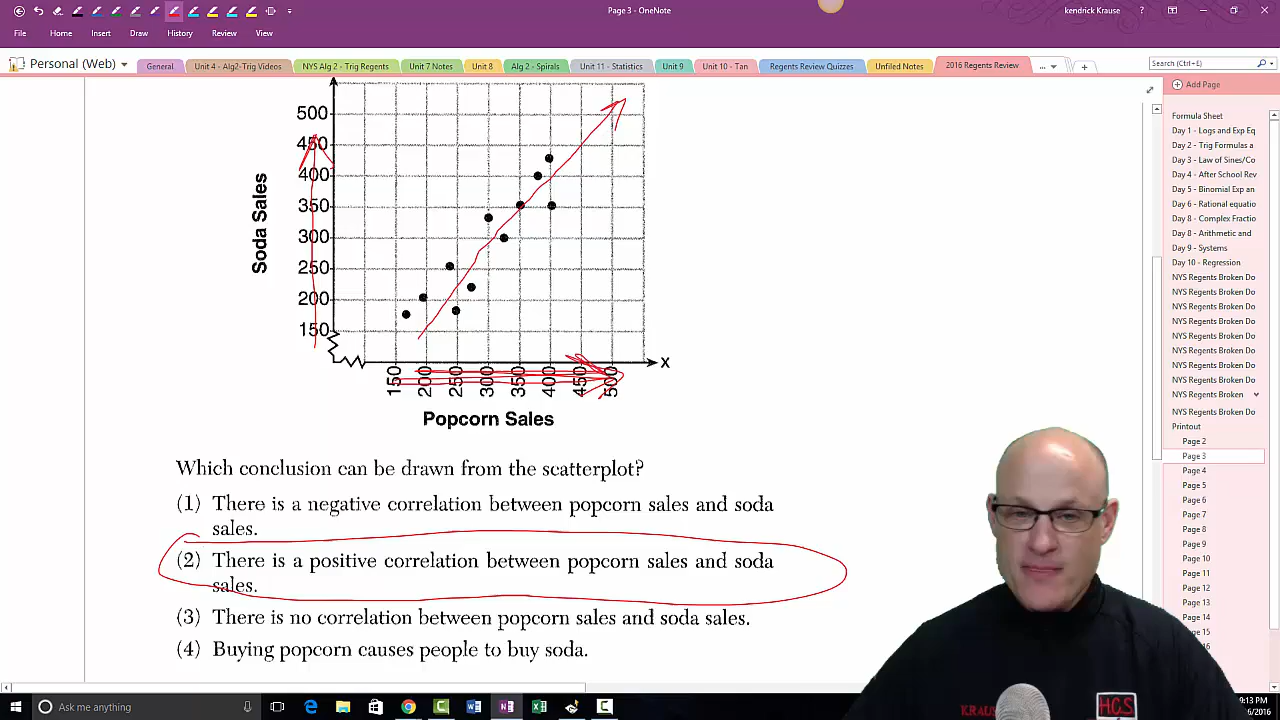 Page 3 - OneNote
kendrick Krause
File Home Insert Draw History Review View
Personal (Web)
General
Unit 4 - Alg2-Trig Videos
NYS Alg 2 - Trig Regents
Unit 7 Notes
Unit 8
Alg 2 - Spirals
Unit 11 - Statistics
Unit 9
Unit 10 - Tan
Regents Review Quizzes
Unfiled Notes
2016 Regents Review
...
Search (Ctrl+E)
Add Page
Formula Sheet
Day 1 - Logs and Exp Eq
Day 2 - Trig Formulas a
Day 3 - Law of Sines/Co
Day 4 - After School Rev
Day 5 - Binomial Exp an
Day 6 - Rational equatio
Day 8 - Complex Fractio
Day 8 - Arithmetic and
Day 9 - Systems
Day 10 - Regression
NYS Regents Broken Do
NYS Regents Broken Do
NYS Regents Broken Do
NYS Regents Broken Do
NYS Regents Broken Do
NYS Regents Broken Do
NYS Regents Broken Do
NYS Regents Broken Do
NYS Regents Broken
NYS Regents Broken Do
Printout
Page 2
Page 3
Page 4
Page 5
Page 6
Page 7
Page 8
Page 9
Page 10
Page 11
Page 12
Page 13
Soda Sales
500
450
400
350
300
250
200
150
x
150 200 250 300 350 400 450 500
Popcorn Sales
Which conclusion can be drawn from the scatterplot?
(1) There is a negative correlation between popcorn sales and soda
sales.
(2) There is a positive correlation between popcorn sales and soda
sales.
(3) There is no correlation between popcorn sales and soda sales.
(4) Buying popcorn causes people to buy soda.
Ask me anything
HCS